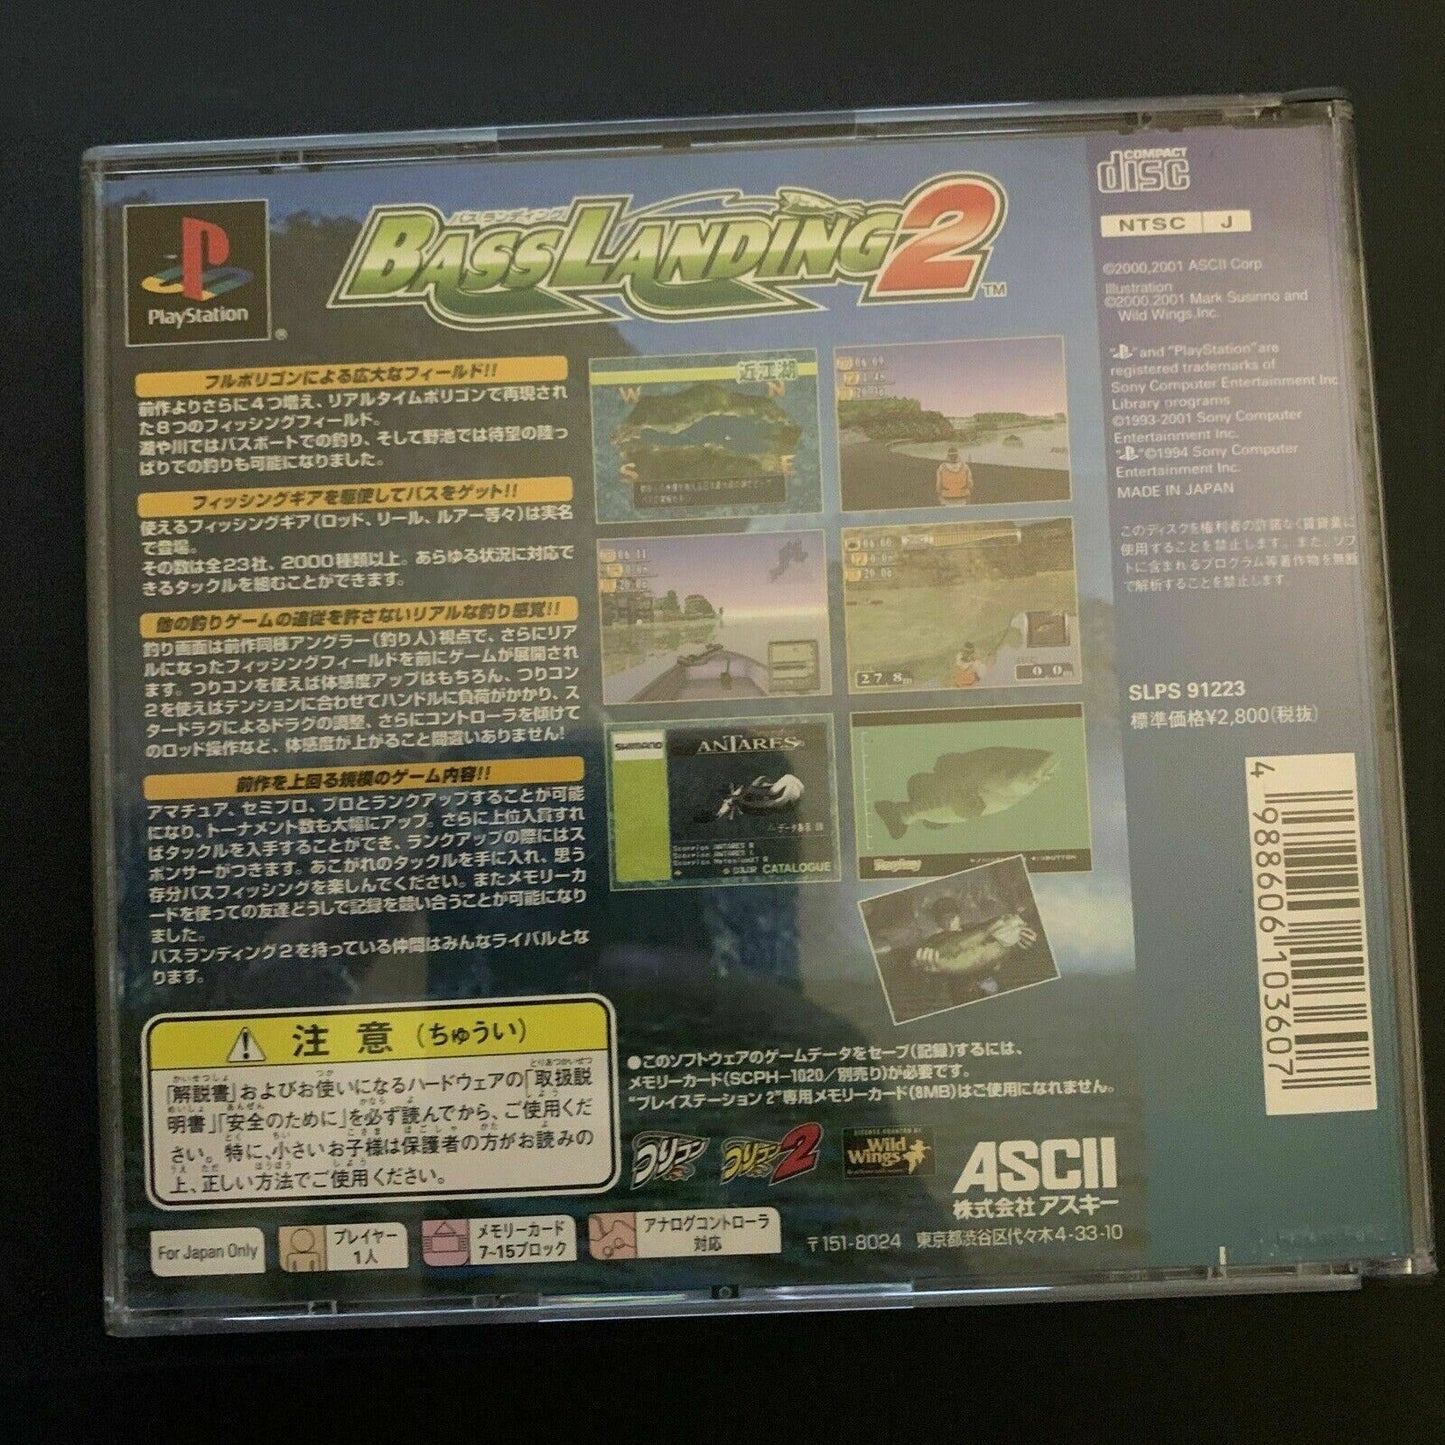 PlayStation
®
バスランディング
BASS LANDING 2
TM
COMPACT
disc
NTSC J
©2000,2001 ASCII Corp.
Illustration
©2000,2001 Mark Susinno and
Wild Wings,Inc.
"PS" and "PlayStation" are
registered trademarks of
Sony Computer Entertainment Inc.
Library programs
©1993-2001 Sony Computer
Entertainment Inc.
"PS"©1994 Sony Computer
Entertainment Inc.
MADE IN JAPAN
このディスクを権利者の許諾なく賃貸業に
使用することを禁止します。また、ソフ
トに含まれるプログラム等著作物を無断
で解析することを禁止します。
SLPS 91223
標準価格¥2,800(税抜)
4 988606 103607
フルポリゴンによる広大なフィールド!!
前作よりさらに4つ増え、リアルタイムポリゴンで再現され
た8つのフィッシングフィールド。
湖や川ではバスボートでの釣り、そして野池では待望の陸っ
ぱりでの釣りも可能になりました。
フィッシングギアを駆使してバスをゲット!!
使えるフィッシングギア(ロッド、リール、ルアー等々)は実名
で登場。
その数は全23社、2000種類以上。あらゆる状況に対応で
きるタックルを組むことができます。
他の釣りゲームの追従を許さないリアルな釣り感覚!!
釣り画面は前作同様アングラー(釣り人)視点で、さらにリア
ルになったフィッシングフィールドを前にゲームが展開され
ます。つりコンを使えば体感度アップはもちろん、つりコン
2を使えばテンションに合わせてハンドルに負荷がかかり、ス
タードラグによるドラグの調整、さらにコントローラを傾けて
のロッド操作など、体感度が上がること間違いありません!
前作を上回る規模のゲーム内容!!
アマチュア、セミプロ、プロとランクアップすることが可能
になり、トーナメント数も大幅にアップ。さらに上位入賞すれ
ばタックルを入手することができ、ランクアップの際にはス
ポンサーがつきます。あこがれのタックルを手に入れ、思う
存分バスフィッシングを楽しんでください。またメモリーカ
ードを使っての友達どうしで記録を競い合うことが可能になり
ました。
バスランディング2を持っている仲間はみんなライバルとな
ります。
近江湖
W N
S E
06:09
06:11
06:00
27.8m
0.0m
SHIMANO
ANTARES
Scorpion ANTARES
CATALOGUE
Replay
注意(ちゅうい)
「解説書」およびお使いになるハードウェアの「取扱説
明書」「安全のために」を必ず読んでから、ご使用くだ
さい。特に、小さいお子様は保護者の方がお読みの
上、正しい方法でご使用ください。
●このソフトウェアのゲームデータをセーブ(記録)するには、
メモリーカード(SCPH-1020/別売り)が必要です。
"プレイステーション 2"専用メモリーカード(8MB)はご使用になれません。
つりコン
つりコン2
LICENSE GRANTED BY
Wild Wings
ASCII
株式会社アスキー
〒151-8024 東京都渋谷区代々木4-33-10
For Japan Only
プレイヤー
1人
メモリーカード
7~15ブロック
アナログコントローラ
対応